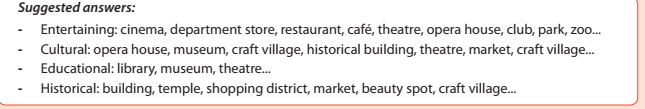 Suggested answers:
- Entertaining: cinema, department store, restaurant, café, theatre, opera house, club, park, zoo...
- Cultural: opera house, museum, craft village, historical building, theatre, market, craft village...
- Educational: library, museum, theatre...
- Historical: building, temple, shopping district, market, beauty spot, craft village...